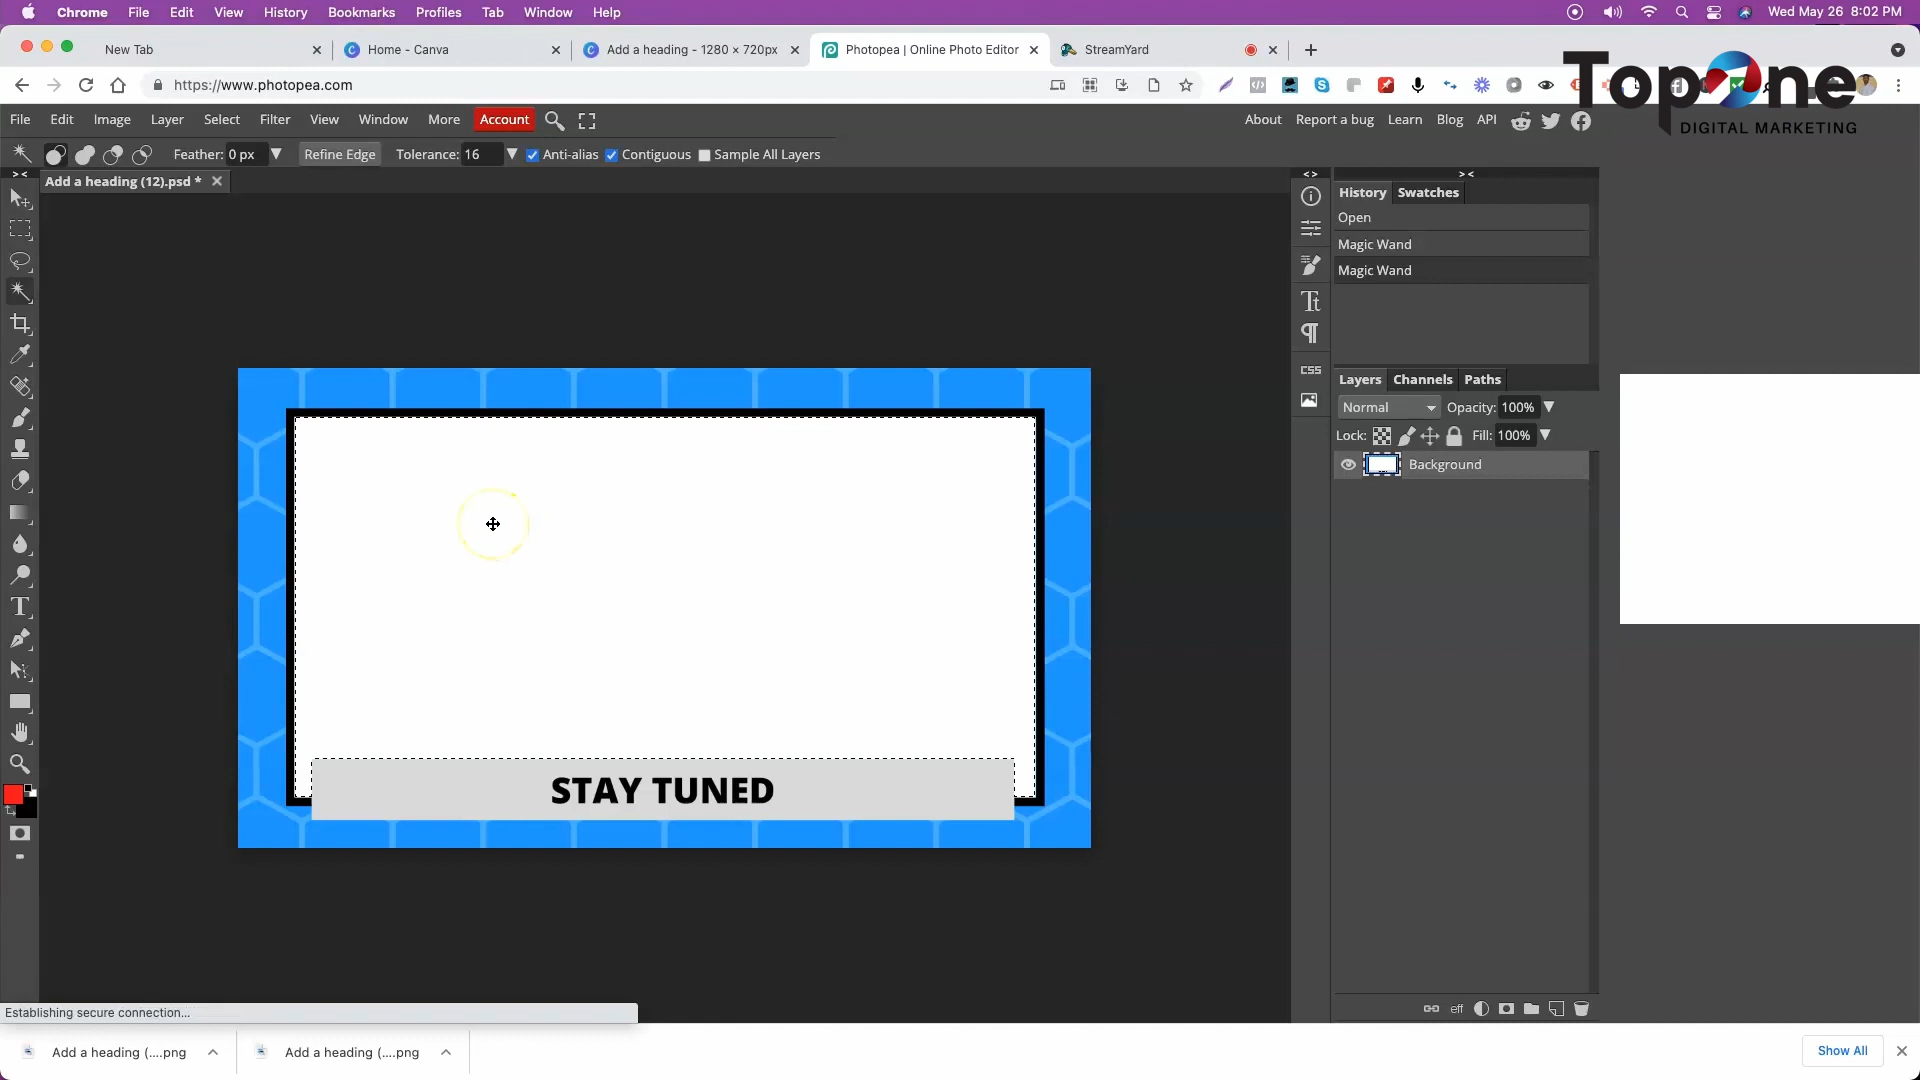 Chrome File Edit View History Bookmarks Profiles Tab Window Help
Wed May 26 8:02 PM
New Tab
Home - Canva
Add a heading - 1280 × 720px
Photopea | Online Photo Editor
StreamYard
https://www.photopea.com
TopOne
DIGITAL MARKETING
File Edit Image Layer Select Filter View Window More Account
About Report a bug Learn Blog API
Feather: 0 px Refine Edge Tolerance: 16 Anti-alias Contiguous Sample All Layers
Add a heading (12).psd *
History Swatches
Open
Magic Wand
Magic Wand
CSS
Layers Channels Paths
Normal Opacity: 100%
Lock: Fill: 100%
Background
STAY TUNED
eff
Establishing secure connection...
Add a heading (....png
Add a heading (....png
Show All